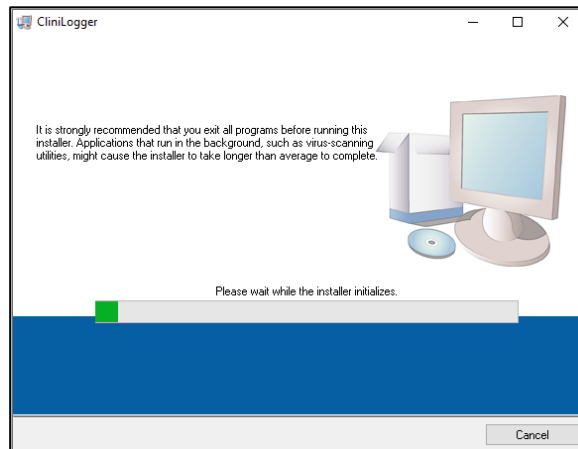 CliniLogger
It is strongly recommended that you exit all programs before running this
installer. Applications that run in the background, such as virus-scanning
utilities, might cause the installer to take longer than average to complete.
Please wait while the installer initializes.
Cancel